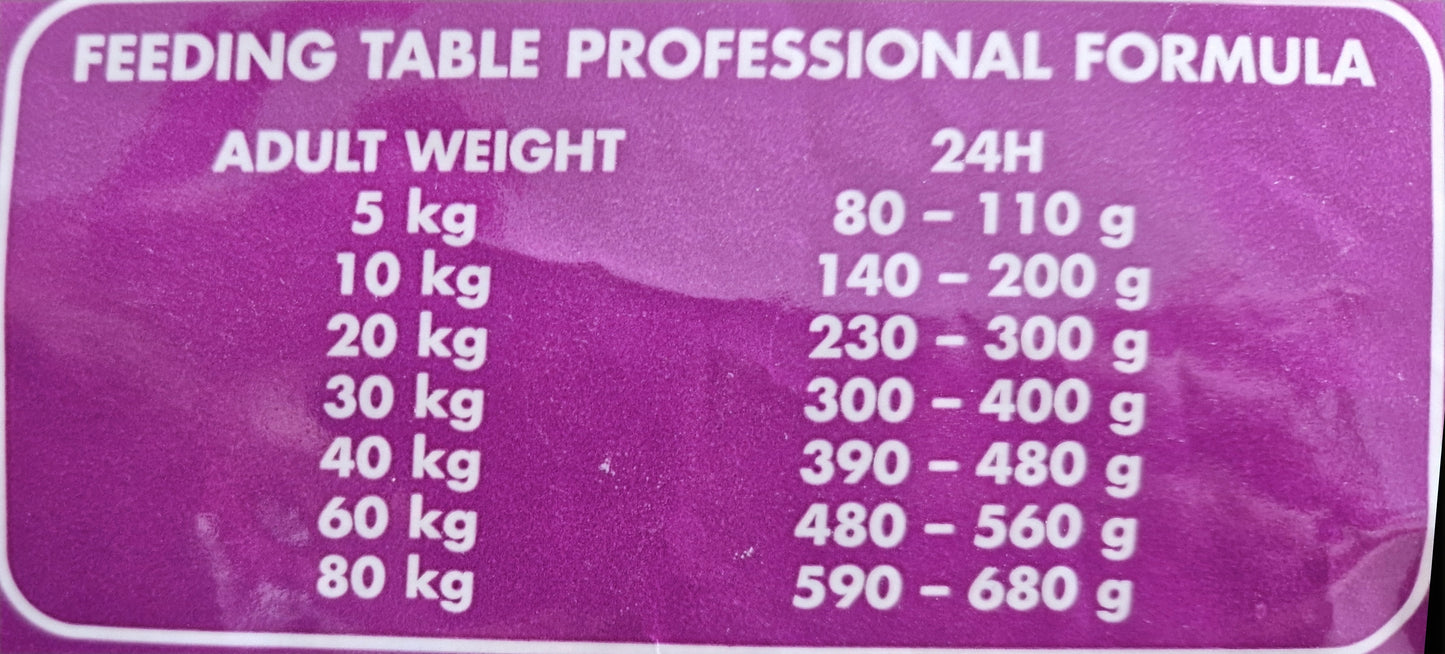 FEEDING TABLE PROFESSIONAL FORMULA
ADULT WEIGHT 24H
5 kg 80 – 110 g
10 kg 140 – 200 g
20 kg 230 – 300 g
30 kg 300 – 400 g
40 kg 390 – 480 g
60 kg 480 – 560 g
80 kg 590 – 680 g